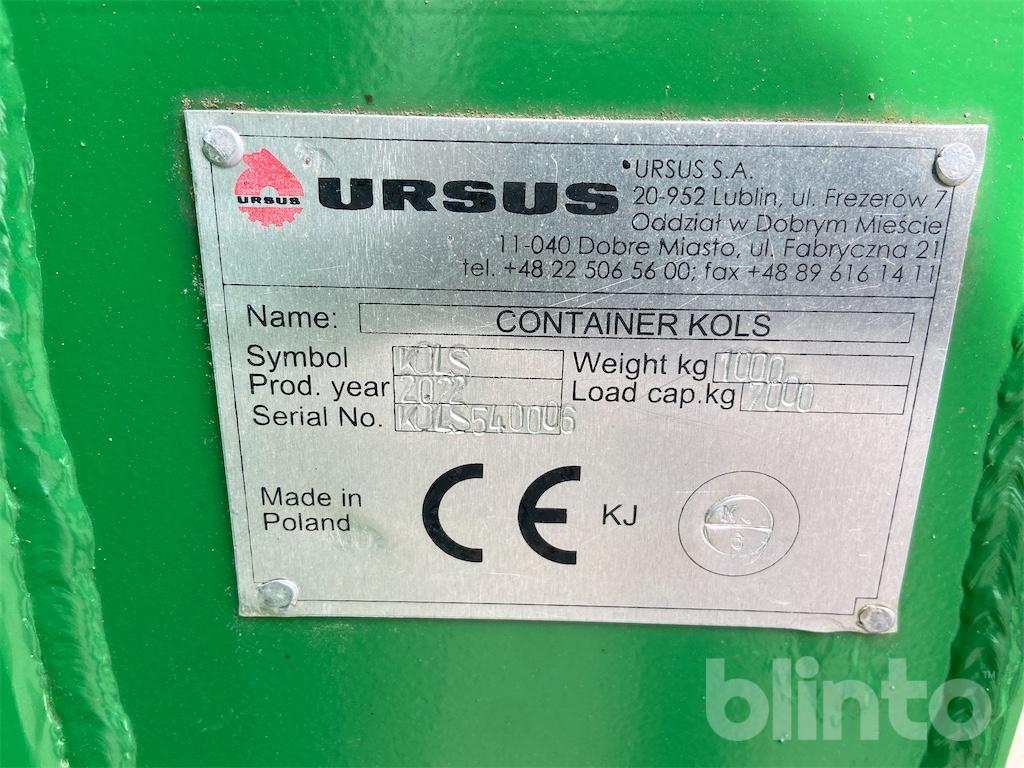 URSUS
URSUS
URSUS S.A.
20-952 Lublin, ul. Frezerów 7
Oddział w Dobrym Mieście
11-040 Dobre Miasto, ul. Fabryczna 21
tel. +48 22 506 56 00; fax +48 89 616 14 11
Name: CONTAINER KOLS
Symbol KOLS Weight kg 1000
Prod. year 2022 Load cap.kg 7000
Serial No. KOLS540006
Made in
Poland
CE KJ
blinto™